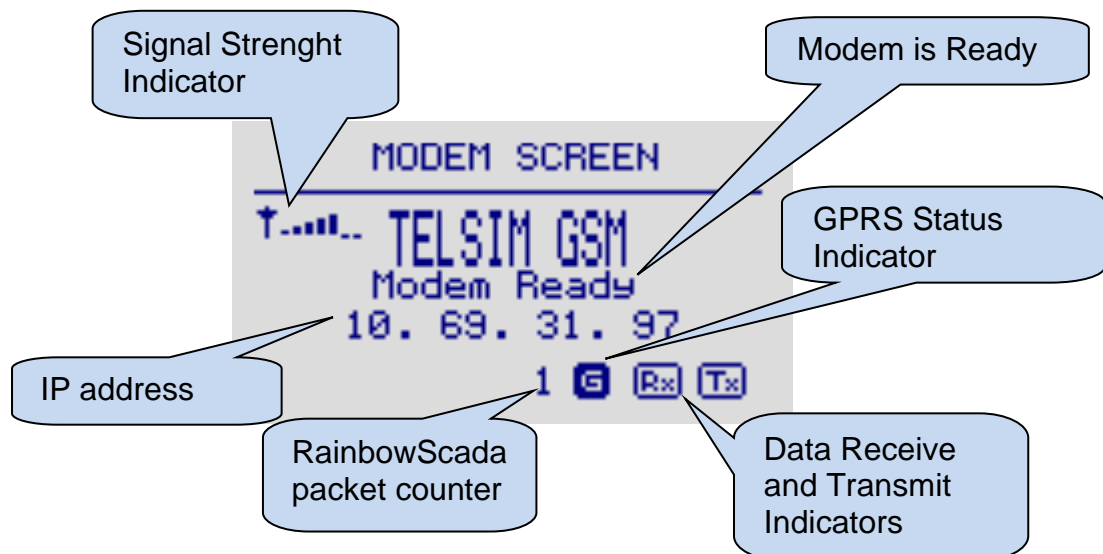 Signal Strenght
Indicator
Modem is Ready
MODEM SCREEN
TELSIM GSM
GPRS Status
Indicator
Modem Ready
10. 69. 31. 97
IP address
1 G Rx Tx
RainbowScada
packet counter
Data Receive
and Transmit
Indicators